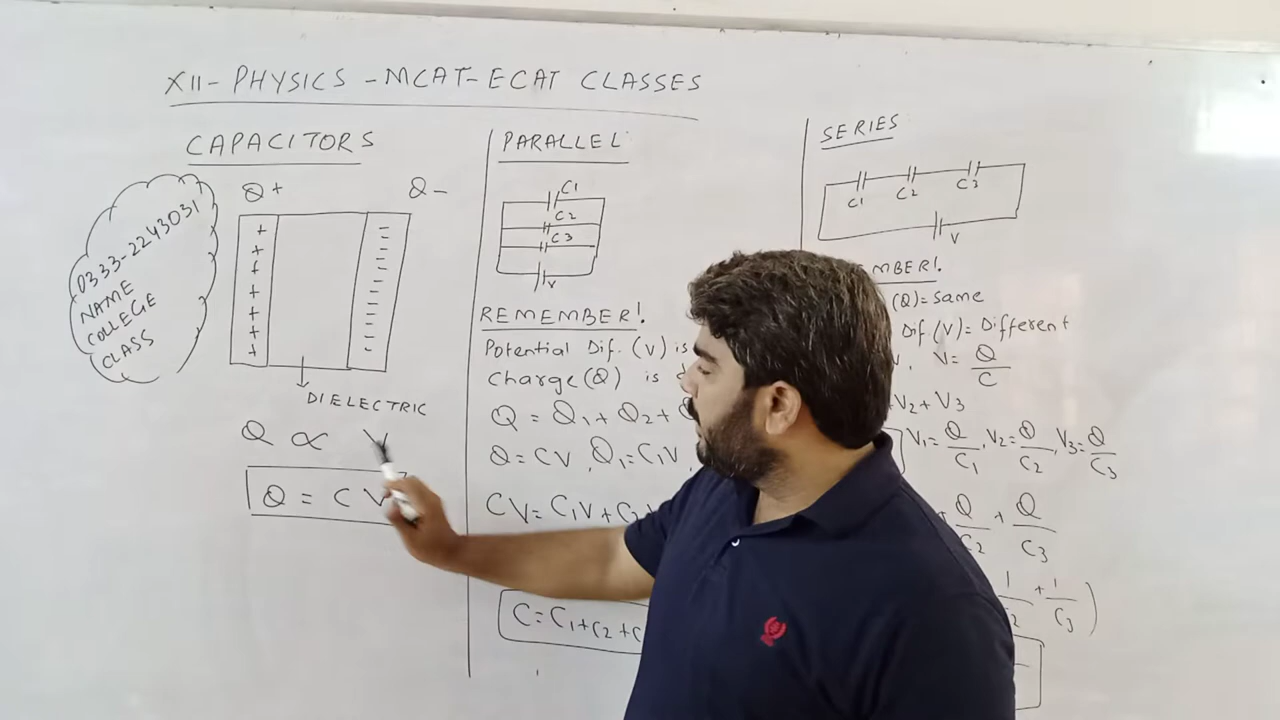 XII - PHYSICS - MCAT - ECAT CLASSES
CAPACITORS
0333-2243031
NAME
COLLEGE
CLASS
Q + Q -
+ -
+ -
+ -
+ -
+ -
+ -
+ -
DIELECTRIC
Q ∝ V
Q = C V
PARALLEL:
C1
C2
C3
V
REMEMBER!
Potential Dif. (V) is
Charge (Q) is
Q = Q1 + Q2 +
Q = CV, Q1 = C1V
CV = C1V + C2
C = C1 + C2 + C
SERIES:
C1 C2 C3
V
MBER!
(Q) = Same
Dif. (V) = Different
V = Q/C
V2 + V3
V1 = Q/C1, V2 = Q/C2, V3 = Q/C3
+ Q/C2 + Q/C3
+ 1/C3)